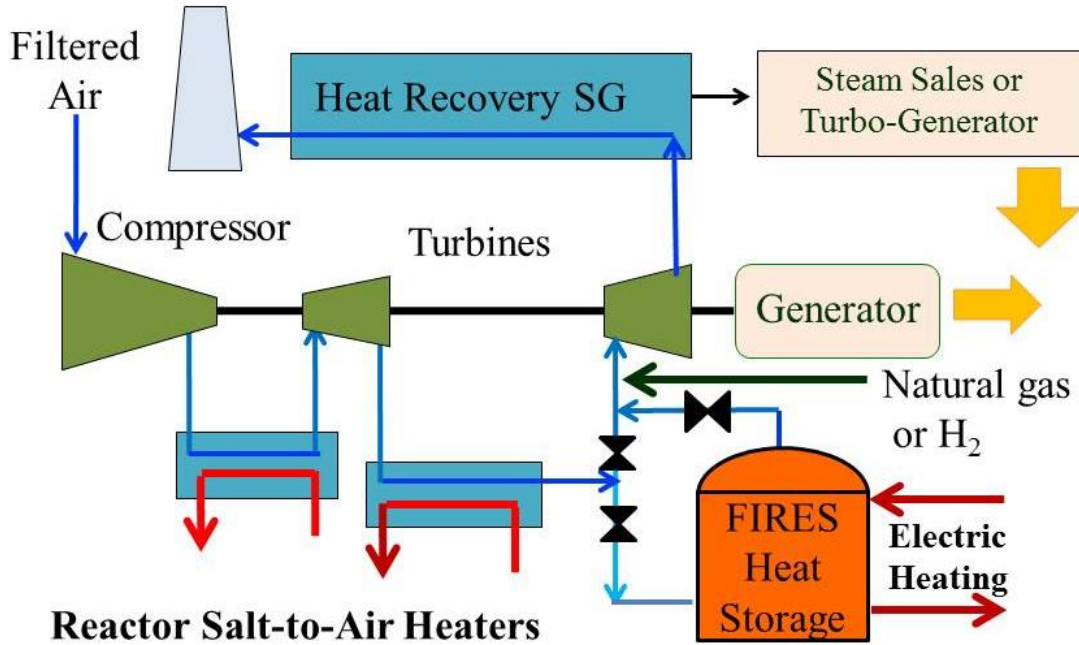 Filtered
Air
Heat Recovery SG
Steam Sales or
Turbo-Generator
Compressor
Turbines
Generator
Natural gas
or H₂
FIRES
Heat
Storage
Electric
Heating
Reactor Salt-to-Air Heaters